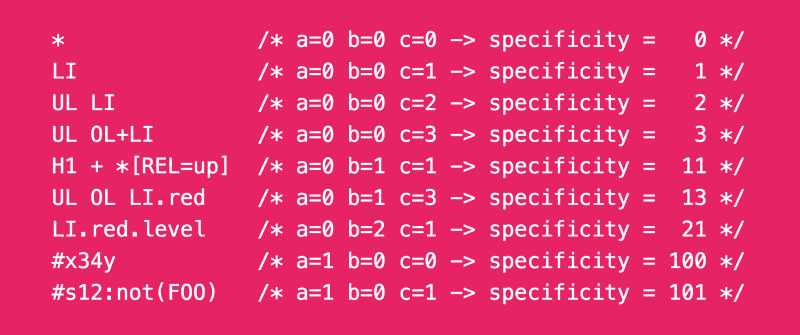 *               /* a=0 b=0 c=0 -> specificity =   0 */
LI              /* a=0 b=0 c=1 -> specificity =   1 */
UL LI           /* a=0 b=0 c=2 -> specificity =   2 */
UL OL+LI        /* a=0 b=0 c=3 -> specificity =   3 */
H1 + *[REL=up]  /* a=0 b=1 c=1 -> specificity =  11 */
UL OL LI.red    /* a=0 b=1 c=3 -> specificity =  13 */
LI.red.level    /* a=0 b=2 c=1 -> specificity =  21 */
#x34y           /* a=1 b=0 c=0 -> specificity = 100 */
#s12:not(FOO)   /* a=1 b=0 c=1 -> specificity = 101 */